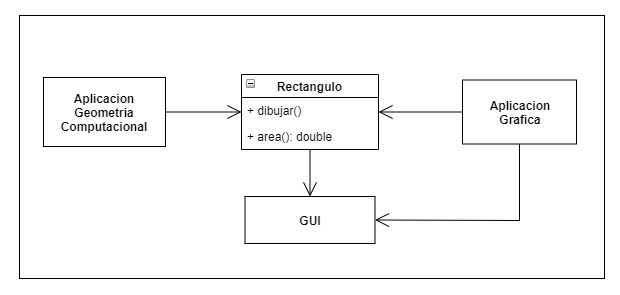 Aplicacion
Geometria
Computacional
Rectangulo
+ dibujar()
+ area(): double
Aplicacion
Grafica
GUI